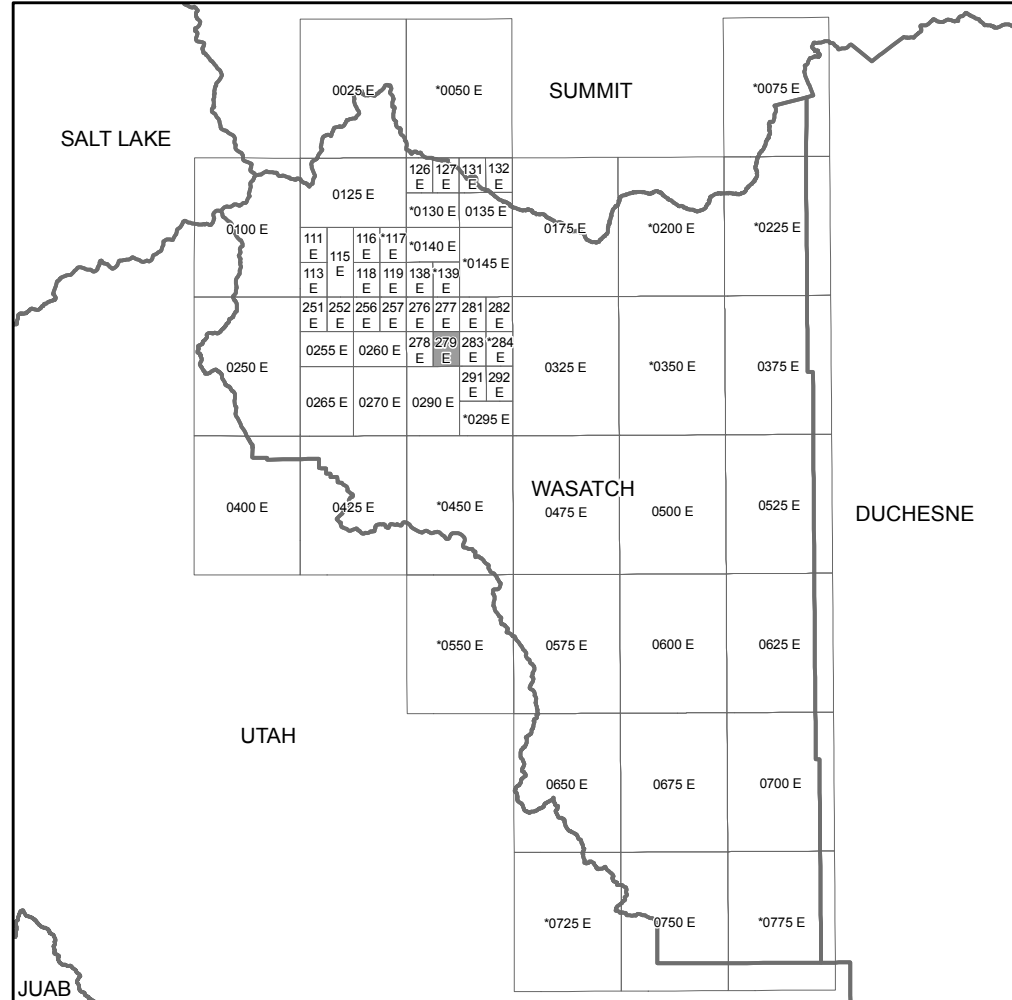 0025 E
*0050 E
SUMMIT
*0075 E
SALT LAKE
126
E
127
E
131
E
132
E
0125 E
*0130 E
0135 E
0100 E
0175 E
*0200 E
*0225 E
111
E
115
E
116
E
*117
E
*0140 E
*0145 E
113
E
118
E
119
E
138
E
*139
E
251
E
252
E
256
E
257
E
276
E
277
E
281
E
282
E
0250 E
0255 E
0260 E
278
E
279
E
283
E
*284
E
0325 E
*0350 E
0375 E
0265 E
0270 E
0290 E
291
E
292
E
*0295 E
WASATCH
0400 E
0425 E
*0450 E
0475 E
0500 E
0525 E
DUCHESNE
*0550 E
0575 E
0600 E
0625 E
UTAH
0650 E
0675 E
0700 E
*0725 E
0750 E
*0775 E
JUAB